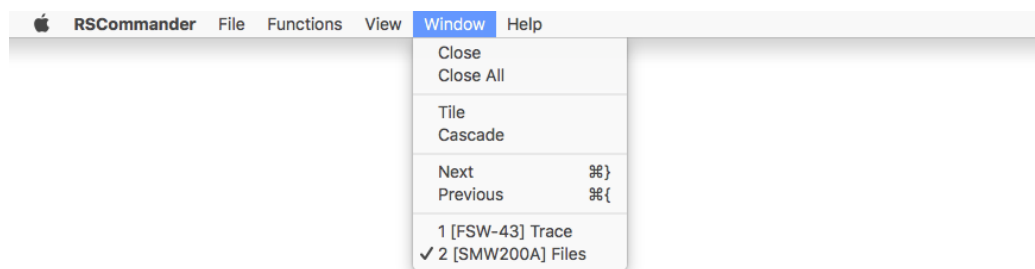 RSCommander File Functions View Window Help
Close
Close All
Tile
Cascade
Next ⌘}
Previous ⌘{
1 [FSW-43] Trace
✓ 2 [SMW200A] Files